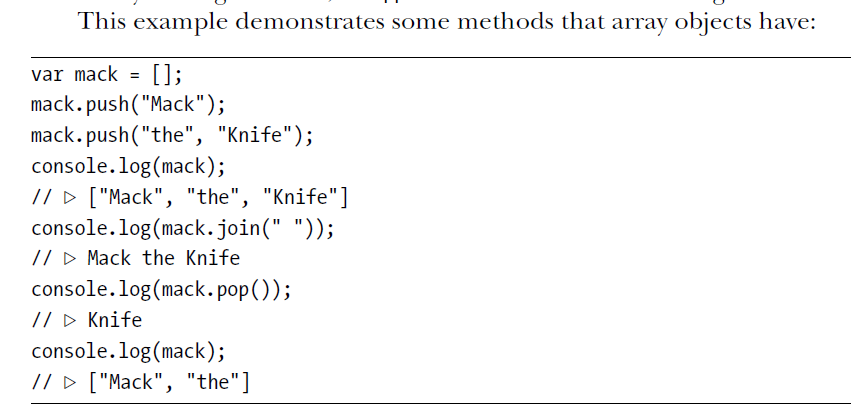 This example demonstrates some methods that array objects have:
var mack = [];
mack.push("Mack");
mack.push("the", "Knife");
console.log(mack);
// ▷ ["Mack", "the", "Knife"]
console.log(mack.join(" "));
// ▷ Mack the Knife
console.log(mack.pop());
// ▷ Knife
console.log(mack);
// ▷ ["Mack", "the"]